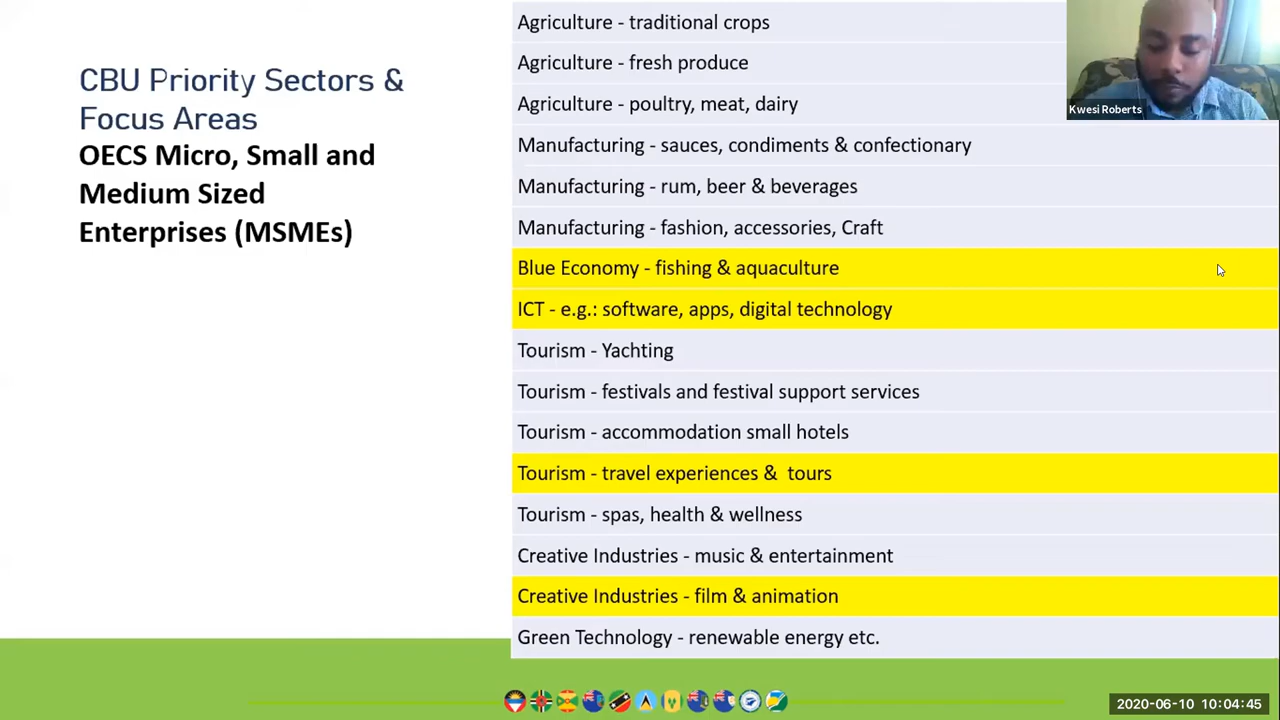 CBU Priority Sectors &
Focus Areas
OECS Micro, Small and
Medium Sized
Enterprises (MSMEs)
Agriculture - traditional crops
Agriculture - fresh produce
Agriculture - poultry, meat, dairy
Manufacturing - sauces, condiments & confectionary
Manufacturing - rum, beer & beverages
Manufacturing - fashion, accessories, Craft
Blue Economy - fishing & aquaculture
ICT - e.g.: software, apps, digital technology
Tourism - Yachting
Tourism - festivals and festival support services
Tourism - accommodation small hotels
Tourism - travel experiences &  tours
Tourism - spas, health & wellness
Creative Industries - music & entertainment
Creative Industries - film & animation
Green Technology - renewable energy etc.
Kwesi Roberts
2020-06-10 10:04:45